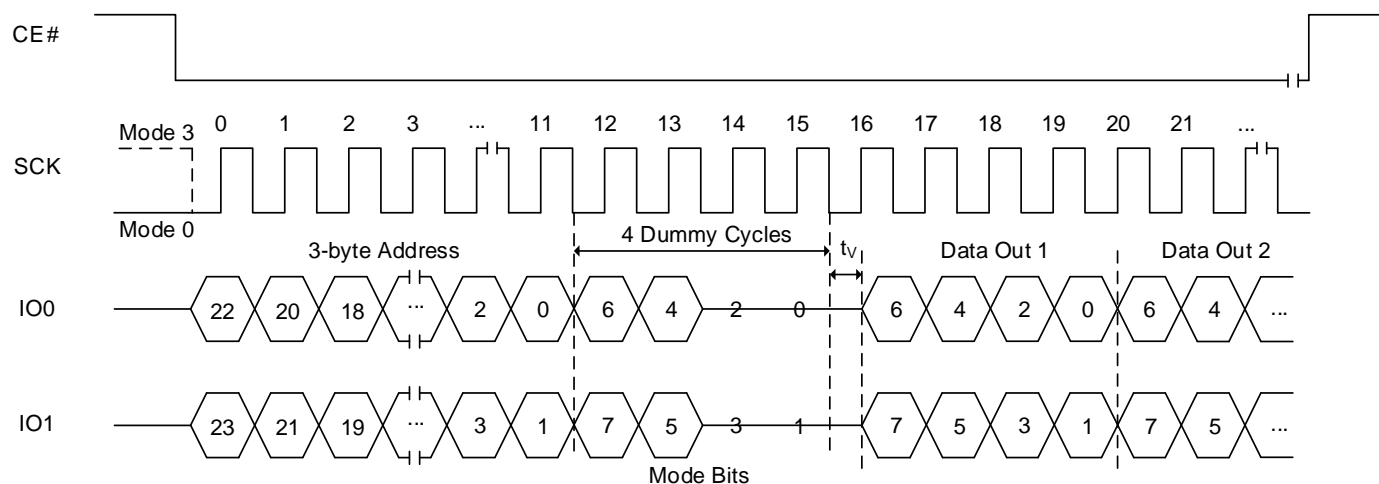 CE#
0 1 2 3 ... 11 12 13 14 15 16 17 18 19 20 21 ...
Mode 3
SCK
Mode 0
3-byte Address 4 Dummy Cycles tV Data Out 1 Data Out 2
IO0 22 20 18 ... 2 0 6 4 2 0 6 4 2 0 6 4 ...
IO1 23 21 19 ... 3 1 7 5 3 1 7 5 3 1 7 5 ...
Mode Bits